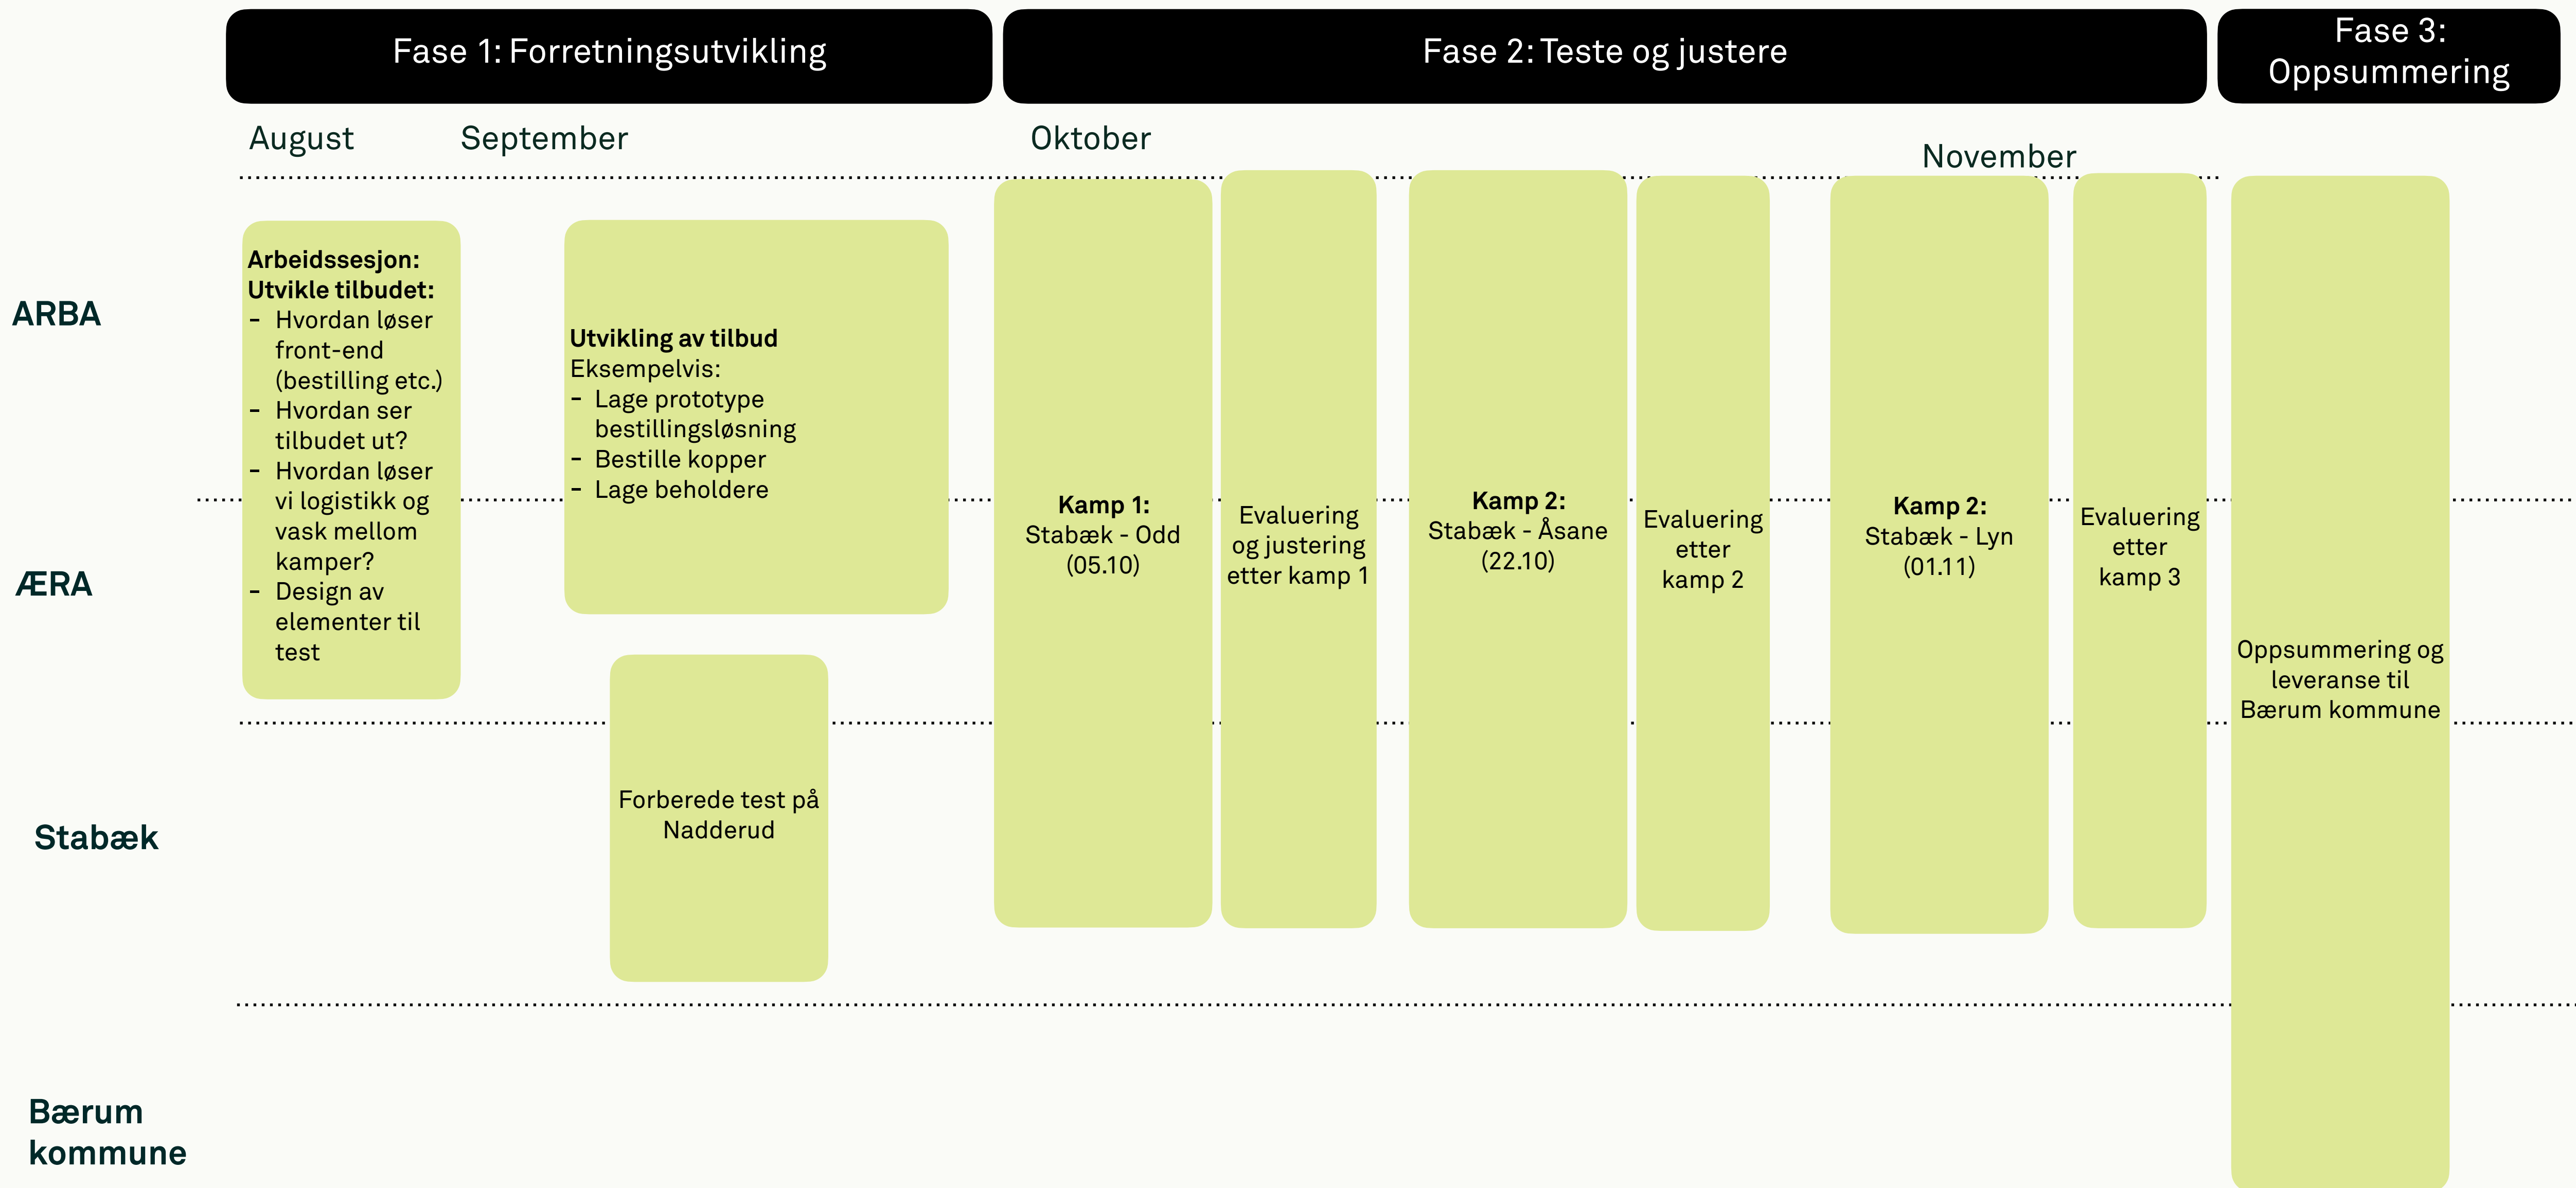 Fase 1: Forretningsutvikling
Fase 2: Teste og justere
Fase 3:
Oppsummering
August
September
Oktober
November
ARBA
ÆRA
Stabæk
Bærum
kommune
Arbeidssesjon:
Utvikle tilbudet:
- Hvordan løser
front-end
(bestilling etc.)
- Hvordan ser
tilbudet ut?
- Hvordan løser
vi logistikk og
vask mellom
kamper?
- Design av
elementer til
test
Utvikling av tilbud
Eksempelvis:
- Lage prototype
bestillingsløsning
- Bestille kopper
- Lage beholdere
Forberede test på
Nadderud
Kamp 1:
Stabæk - Odd
(05.10)
Evaluering
og justering
etter kamp 1
Kamp 2:
Stabæk - Åsane
(22.10)
Evaluering
etter
kamp 2
Kamp 2:
Stabæk - Lyn
(01.11)
Evaluering
etter
kamp 3
Oppsummering og
leveranse til
Bærum kommune